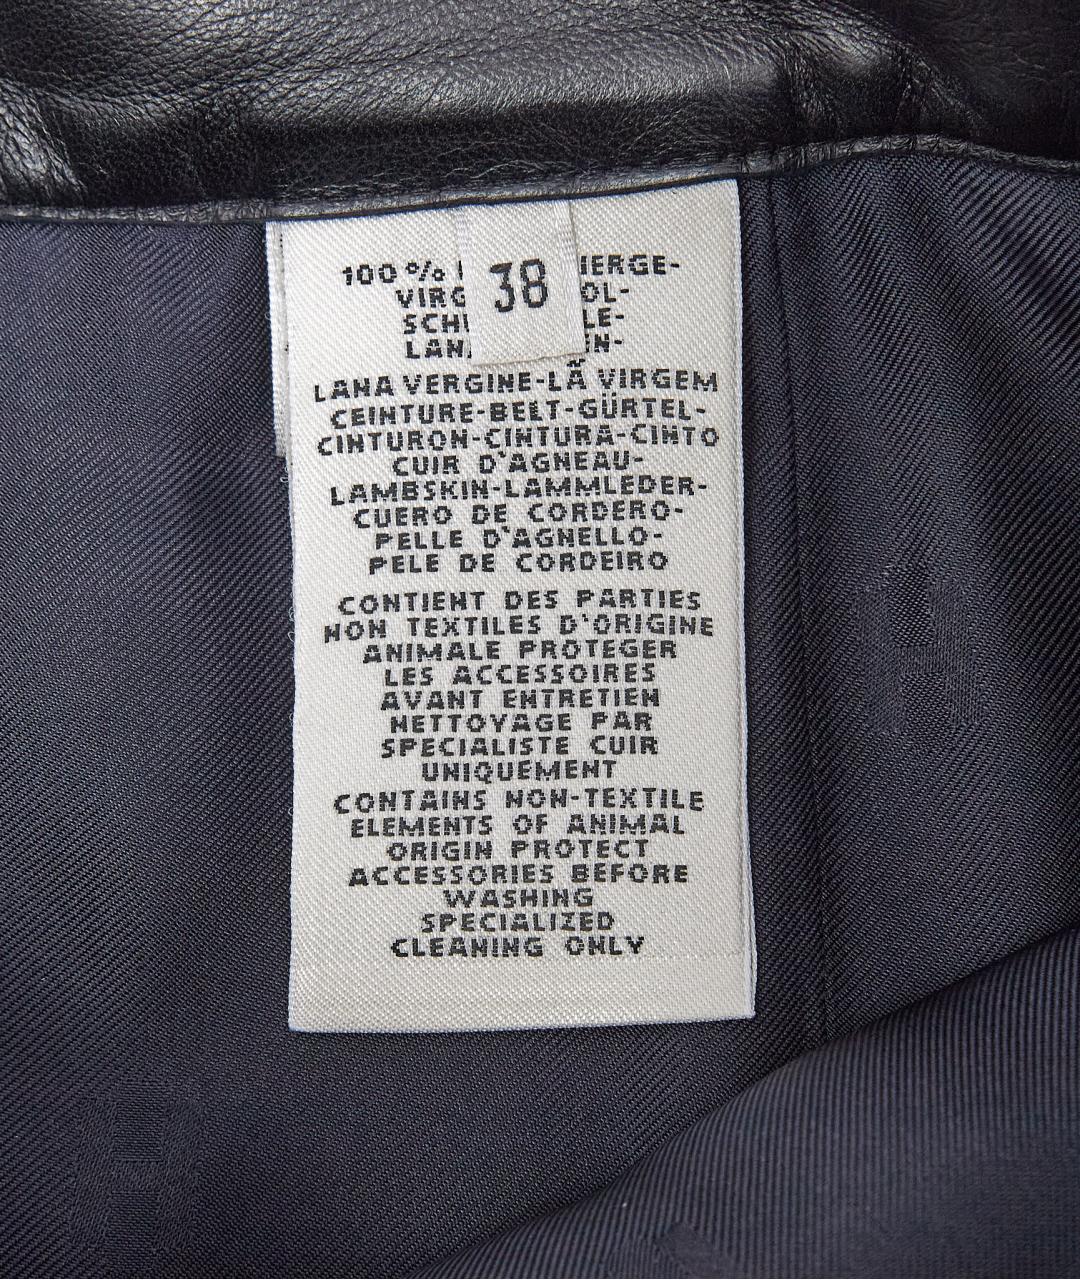 100%
38
LANA VERGINE-LÃ VIRGEM
CEINTURE-BELT-GÜRTEL-
CINTURON-CINTURA-CINTO
CUIR D'AGNEAU-
LAMBSKIN-LAMMLEDER-
CUERO DE CORDERO-
PELLE D'AGNELLO-
PELE DE CORDEIRO
CONTIENT DES PARTIES
NON TEXTILES D'ORIGINE
ANIMALE PROTEGER
LES ACCESSOIRES
AVANT ENTRETIEN
NETTOYAGE PAR
SPECIALISTE CUIR
UNIQUEMENT
CONTAINS NON-TEXTILE
ELEMENTS OF ANIMAL
ORIGIN PROTECT
ACCESSORIES BEFORE
WASHING
SPECIALIZED
CLEANING ONLY